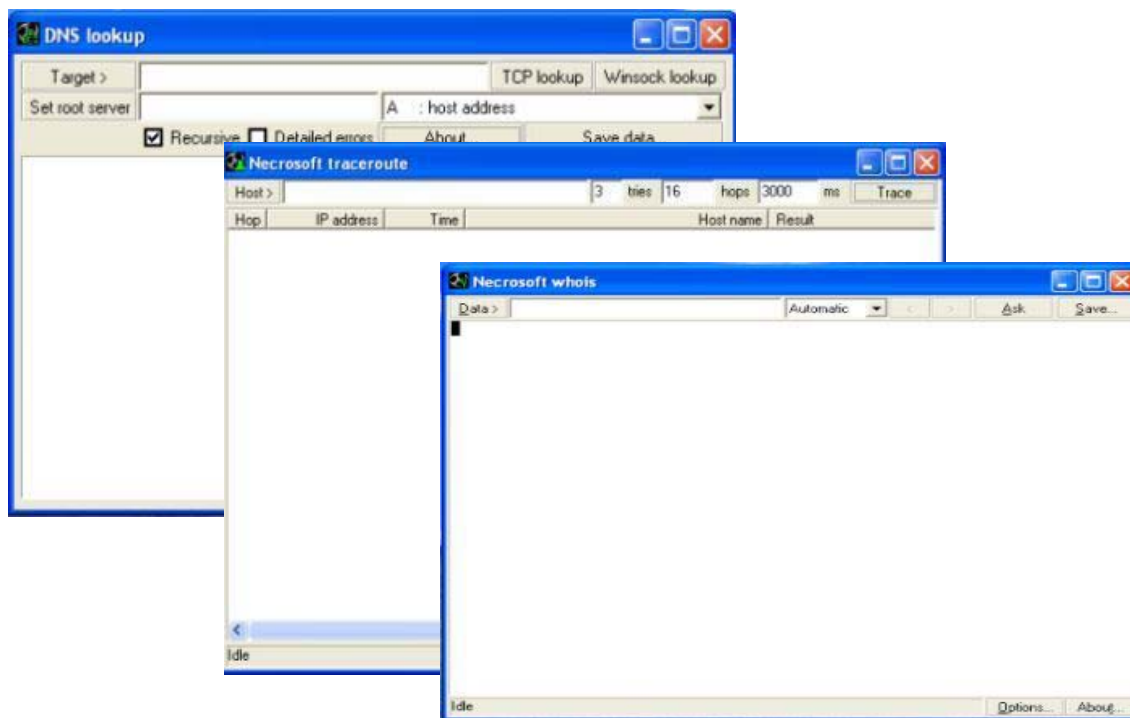 DNS lookup
Target > TCP lookup Winsock lookup
Set root server A : host address
Recursive Detailed errors About... Save data
Necrosoft traceroute
Host > 3 tries 16 hops 3000 ms Trace
Hop IP address Time Host name Result
Necrosoft whois
Data > Automatic < > Ask Save...
Idle
Idle Options... About...